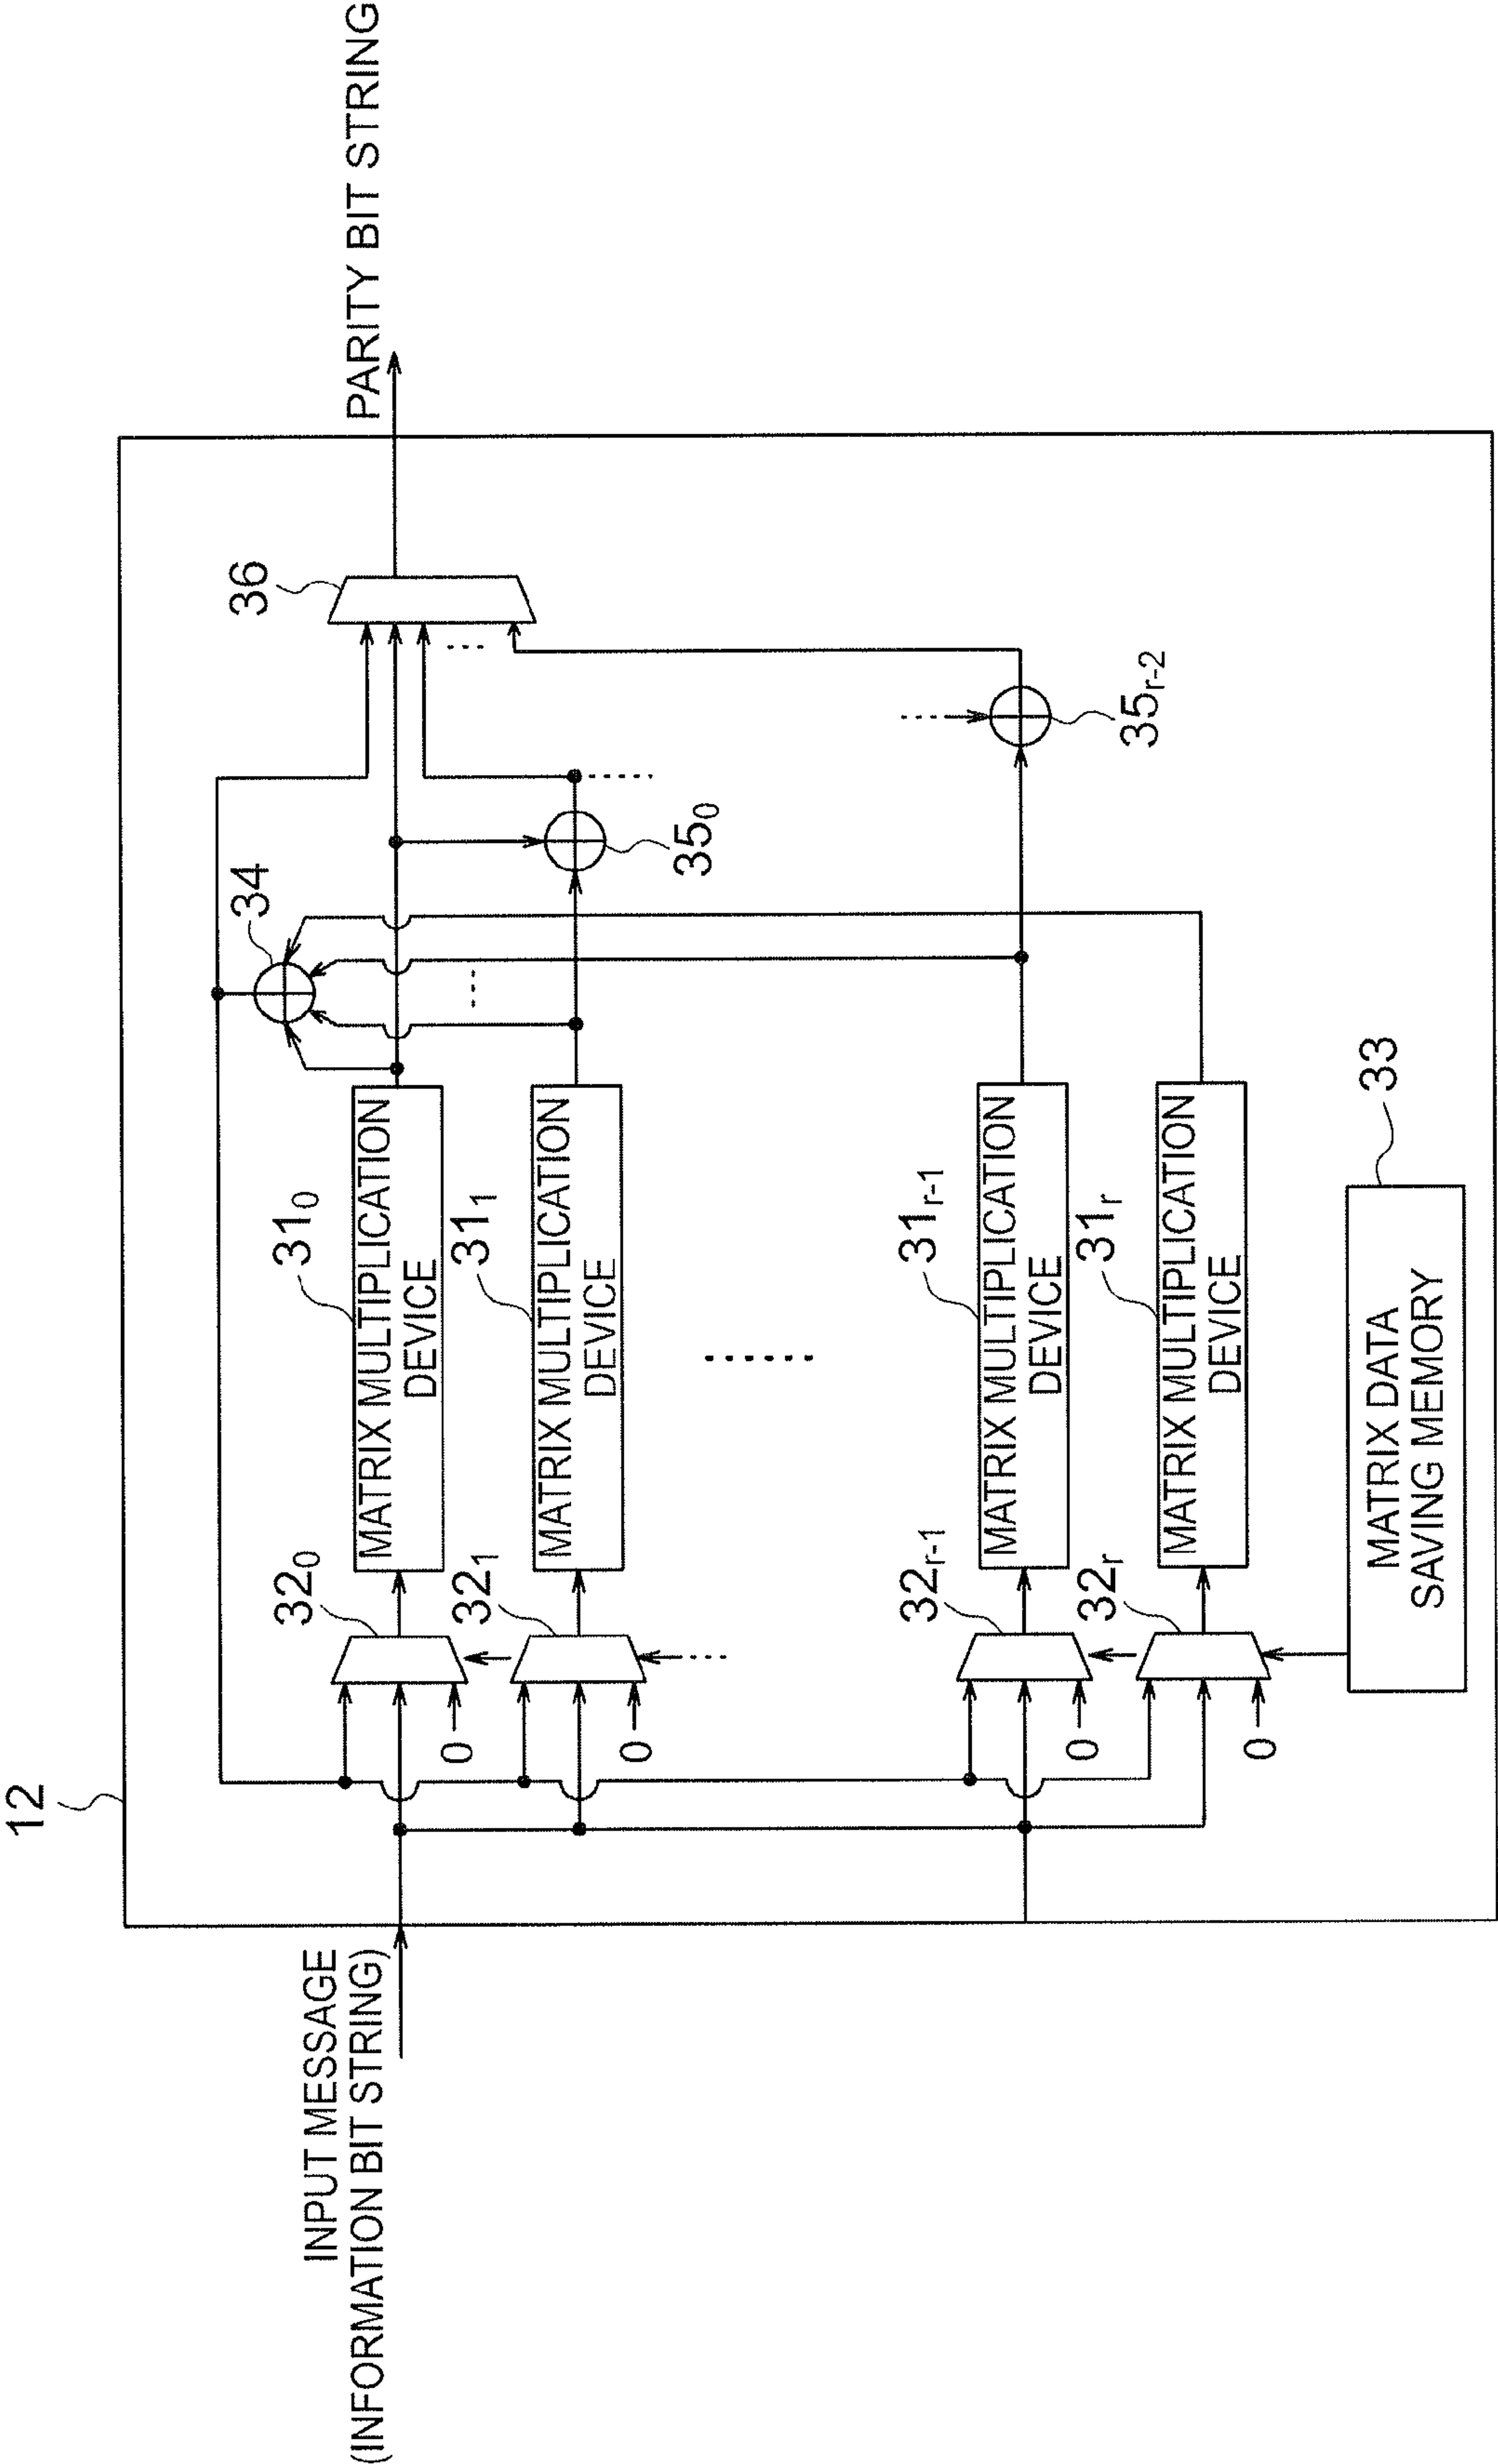 12
INPUT MESSAGE
(INFORMATION BIT STRING)
PARITY BIT STRING
34
36
32₀
31₀
MATRIX MULTIPLICATION
DEVICE
0
35₀
32₁
31₁
MATRIX MULTIPLICATION
DEVICE
0
35ᵣ₋₂
32ᵣ₋₁
31ᵣ₋₁
MATRIX MULTIPLICATION
DEVICE
0
32ᵣ
31ᵣ
MATRIX MULTIPLICATION
DEVICE
0
33
MATRIX DATA
SAVING MEMORY